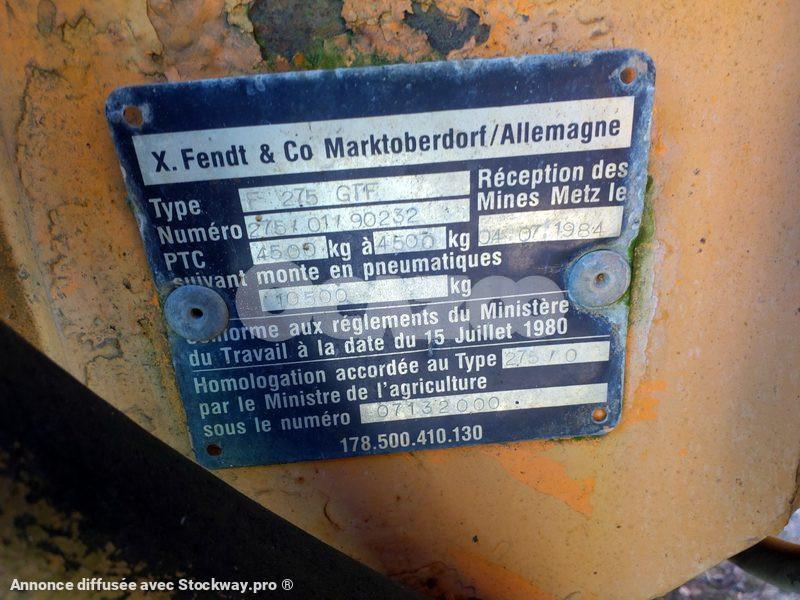 X. Fendt & Co Marktoberdorf/Allemagne
Type F 275 GTF
Réception des
Mines Metz le
Numéro 275/01190232
04.07.1984
PTC 4500 kg à 4500 kg
suivant monte en pneumatiques
10500 kg
conforme aux réglements du Ministère
du Travail à la date du 15 Juillet 1980
Homologation accordée au Type 275/0
par le Ministre de l'agriculture
sous le numéro 07132000
178.500.410.130
Annonce diffusée avec Stockway.pro ®